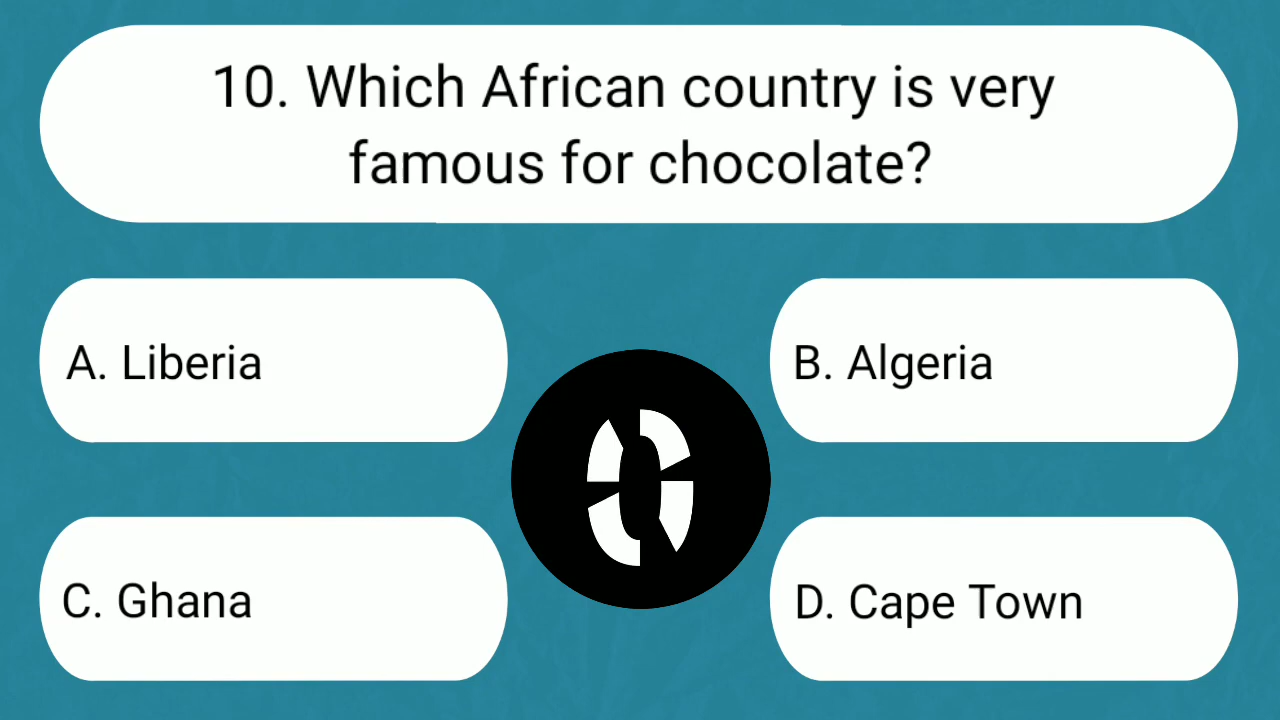 10. Which African country is very
famous for chocolate?
A. Liberia
B. Algeria
C. Ghana
D. Cape Town